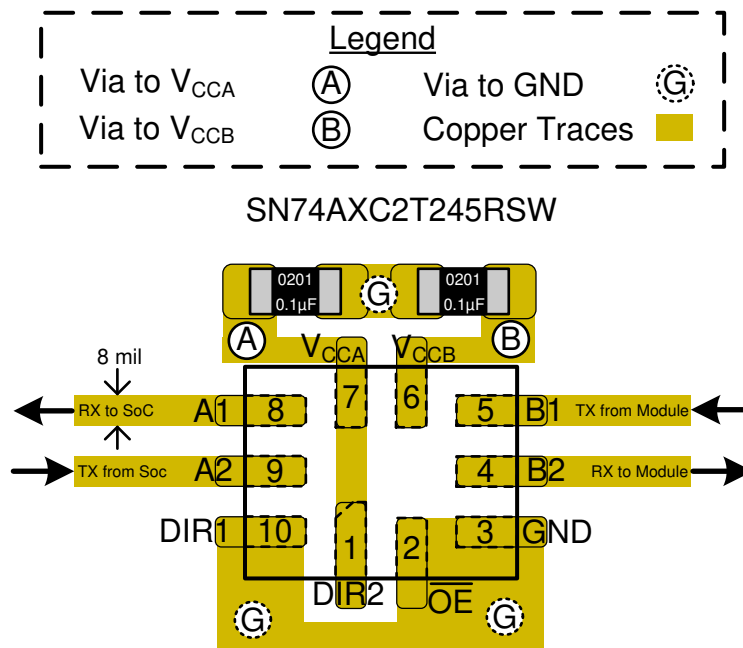 Legend
Via to VCCA A Via to GND G
Via to VCCB B Copper Traces
SN74AXC2T245RSW
0201 0201
0.1µF G 0.1µF
A B
VCCA VCCB
8 mil
7 6
RX to SoC A1 8 5 B1 TX from Module
TX from Soc A2 9 4 B2 RX to Module
DIR1 10 1 2 3 GND
DIR2 OE
G G